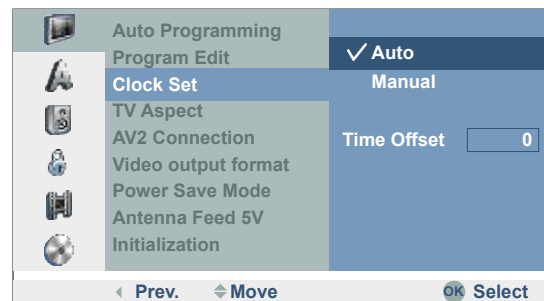 Auto Programming
Program Edit
Clock Set
TV Aspect
AV2 Connection
Video output format
Power Save Mode
Antenna Feed 5V
Initialization
Auto
Manual
Time Offset 0
Prev. Move OK Select